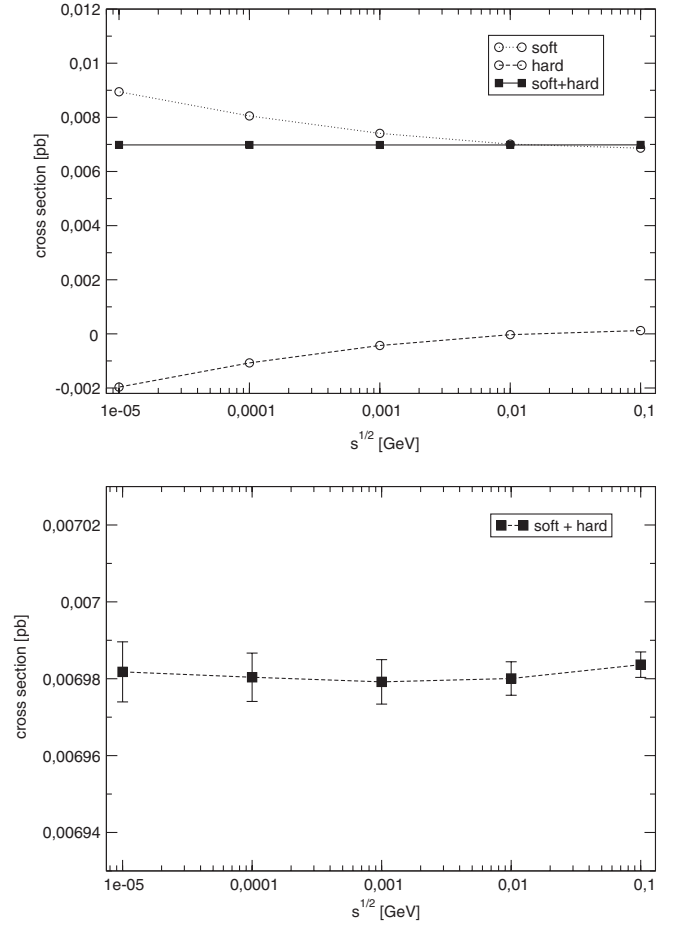 0,012
0,01
0,008
0,006
0,004
0,002
0
-0,002
cross section [pb]
soft
hard
soft+hard
1e-05 0,0001 0,001 0,01 0,1
s^1/2 [GeV]
0,00702
0,007
0,00698
0,00696
0,00694
cross section [pb]
soft + hard
1e-05 0,0001 0,001 0,01 0,1
s^1/2 [GeV]